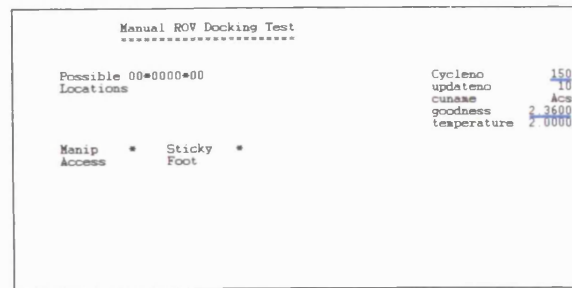 Manual ROV Docking Test
Possible 00*0000*00
Locations
Cycleno 150
updateno 10
cuname Acs
goodness 2.3600
temperature 2.0000
Manip * Sticky *
Access Foot